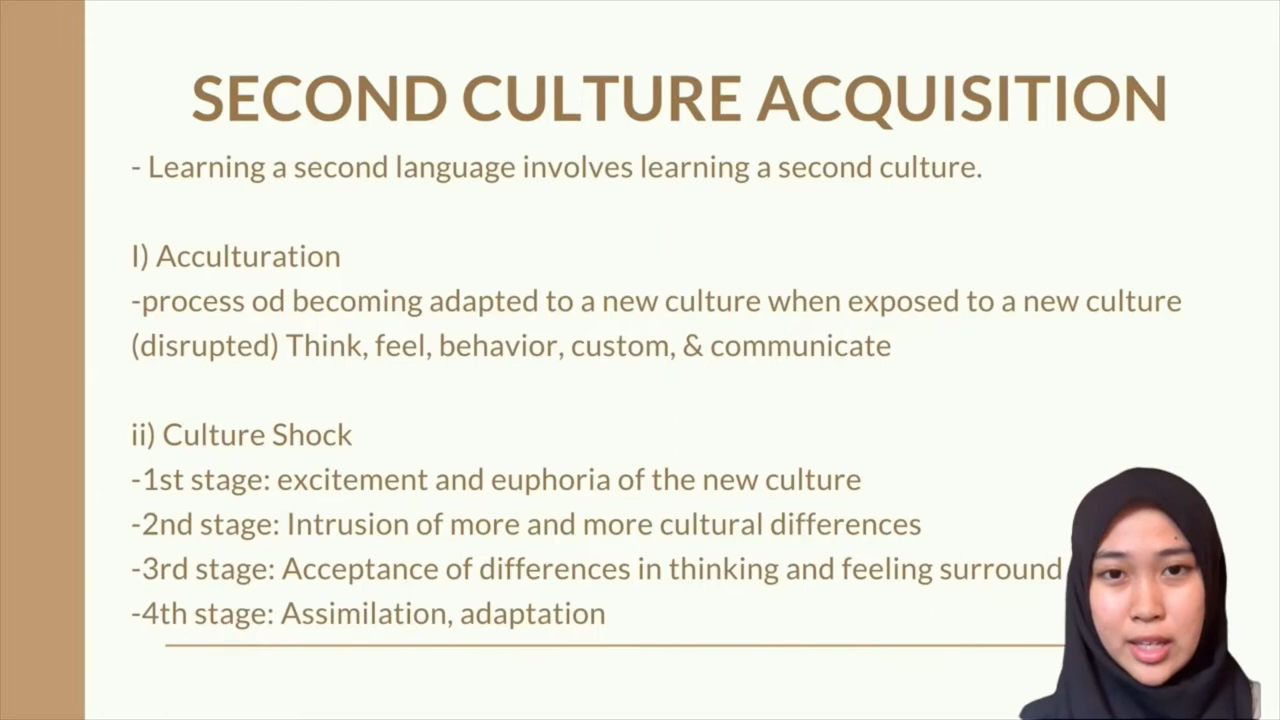 SECOND CULTURE ACQUISITION
- Learning a second language involves learning a second culture.
I) Acculturation
-process od becoming adapted to a new culture when exposed to a new culture
(disrupted) Think, feel, behavior, custom, & communicate
ii) Culture Shock
-1st stage: excitement and euphoria of the new culture
-2nd stage: Intrusion of more and more cultural differences
-3rd stage: Acceptance of differences in thinking and feeling surround
-4th stage: Assimilation, adaptation